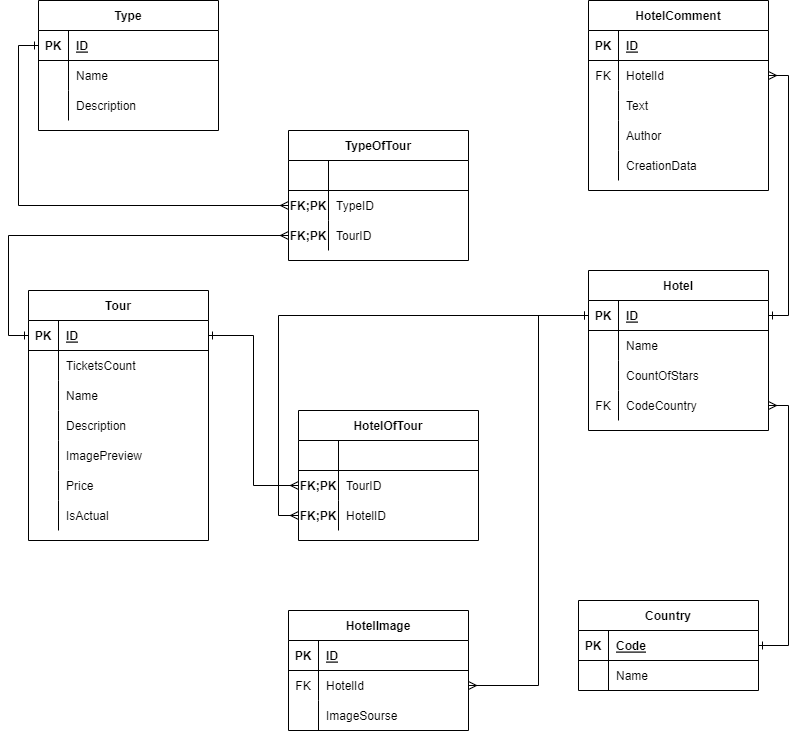 Type
PK ID
Name
Description
HotelComment
PK ID
FK HotelId
Text
Author
CreationData
TypeOfTour
FK;PK TypeID
FK;PK TourID
Tour
PK ID
TicketsCount
Name
Description
ImagePreview
Price
IsActual
Hotel
PK ID
Name
CountOfStars
FK CodeCountry
HotelOfTour
FK;PK TourID
FK;PK HotelID
HotelImage
PK ID
FK HotelId
ImageSourse
Country
PK Code
Name